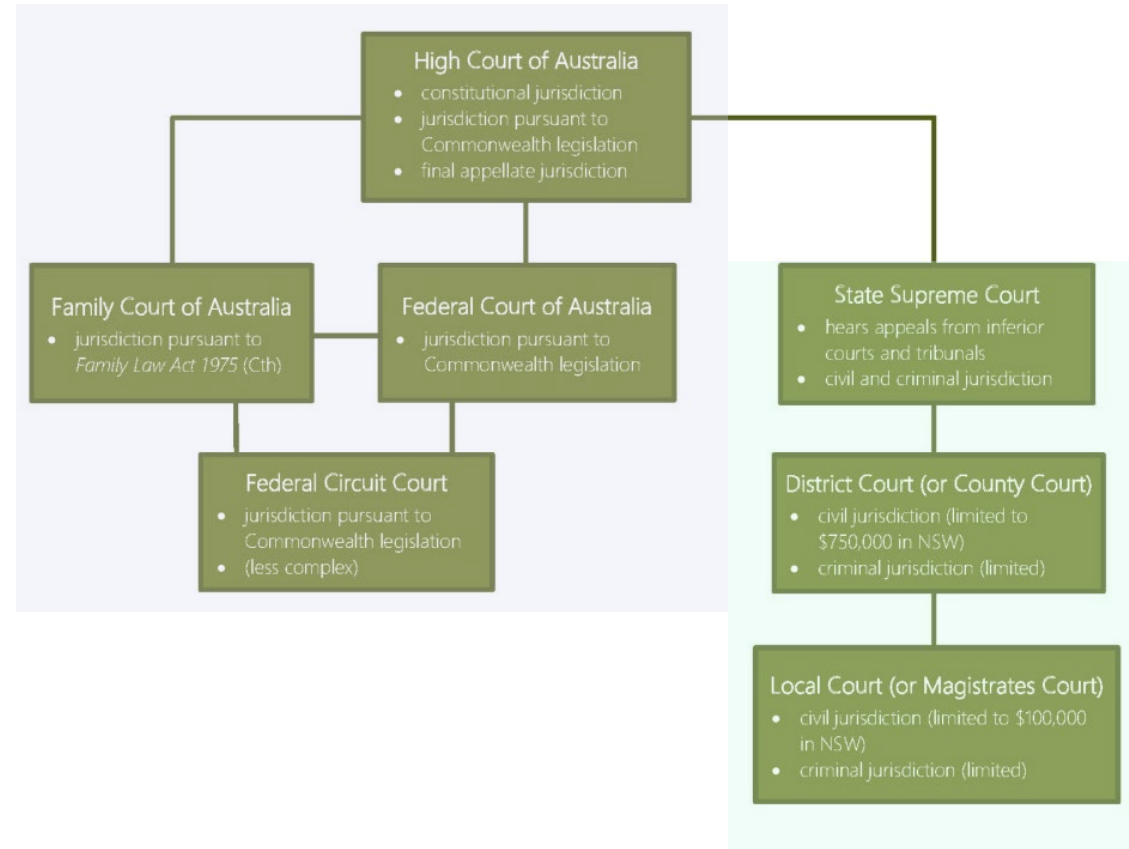 High Court of Australia
• constitutional jurisdiction
• jurisdiction pursuant to
Commonwealth legislation
• final appellate jurisdiction
Family Court of Australia
• jurisdiction pursuant to
Family Law Act 1975 (Cth)
Federal Court of Australia
• jurisdiction pursuant to
Commonwealth legislation
Federal Circuit Court
• jurisdiction pursuant to
Commonwealth legislation
• (less complex)
State Supreme Court
• hears appeals from inferior
courts and tribunals
• civil and criminal jurisdiction
District Court (or County Court)
• civil jurisdiction (limited to
$750,000 in NSW)
• criminal jurisdiction (limited)
Local Court (or Magistrates Court)
• civil jurisdiction (limited to $100,000
in NSW)
• criminal jurisdiction (limited)